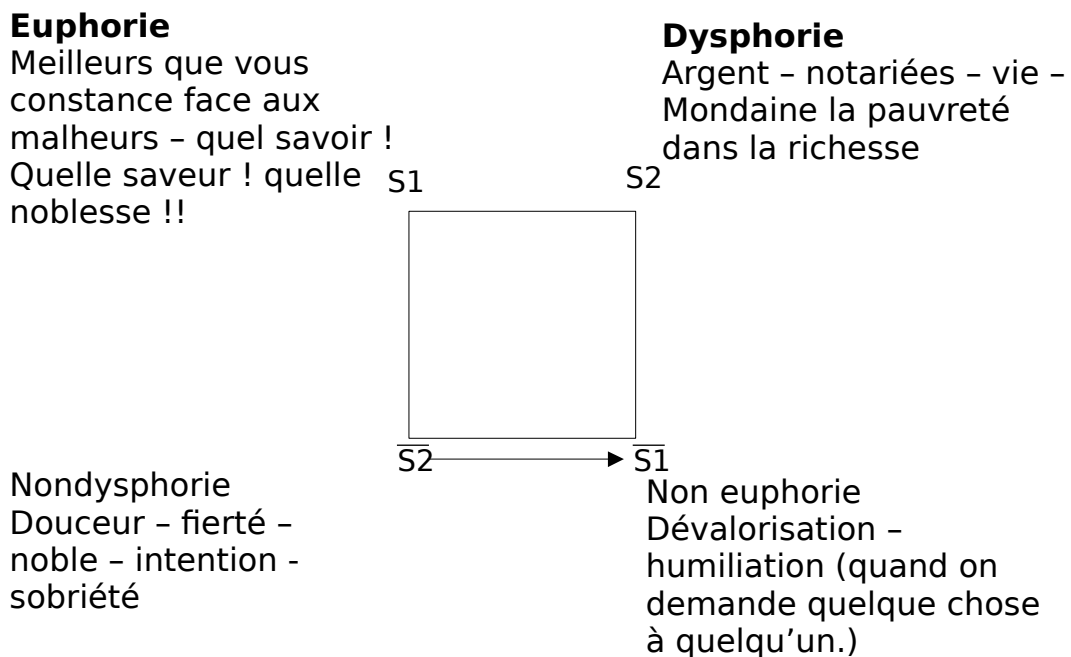 Euphorie
Meilleurs que vous
constance face aux
malheurs – quel savoir !
Quelle saveur ! quelle
noblesse !!
Dysphorie
Argent – notariées – vie –
Mondaine la pauvreté
dans la richesse
S1
S2
S2
S1
Nondysphorie
Douceur – fierté –
noble – intention -
sobriété
Non euphorie
Dévalorisation –
humiliation (quand on
demande quelque chose
à quelqu’un.)